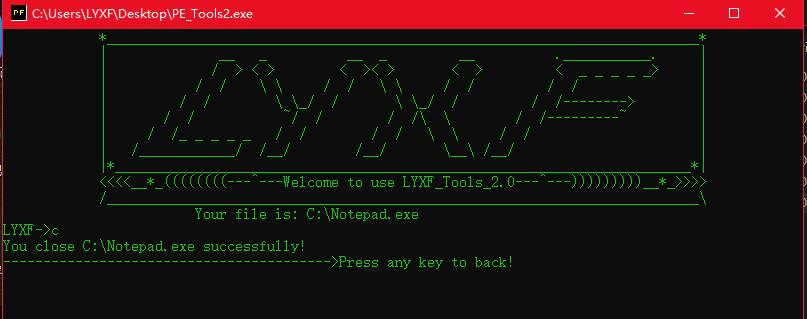 C:\Users\LYXF\Desktop\PE_Tools2.exe
LYXF
<<<<__*_((((((((---^---Welcome to use LYXF_Tools_2.0---^---))))))))__*_>>>>
Your file is: C:\Notepad.exe
LYXF->c
You close C:\Notepad.exe successfully!
----------------------------------------->Press any key to back!